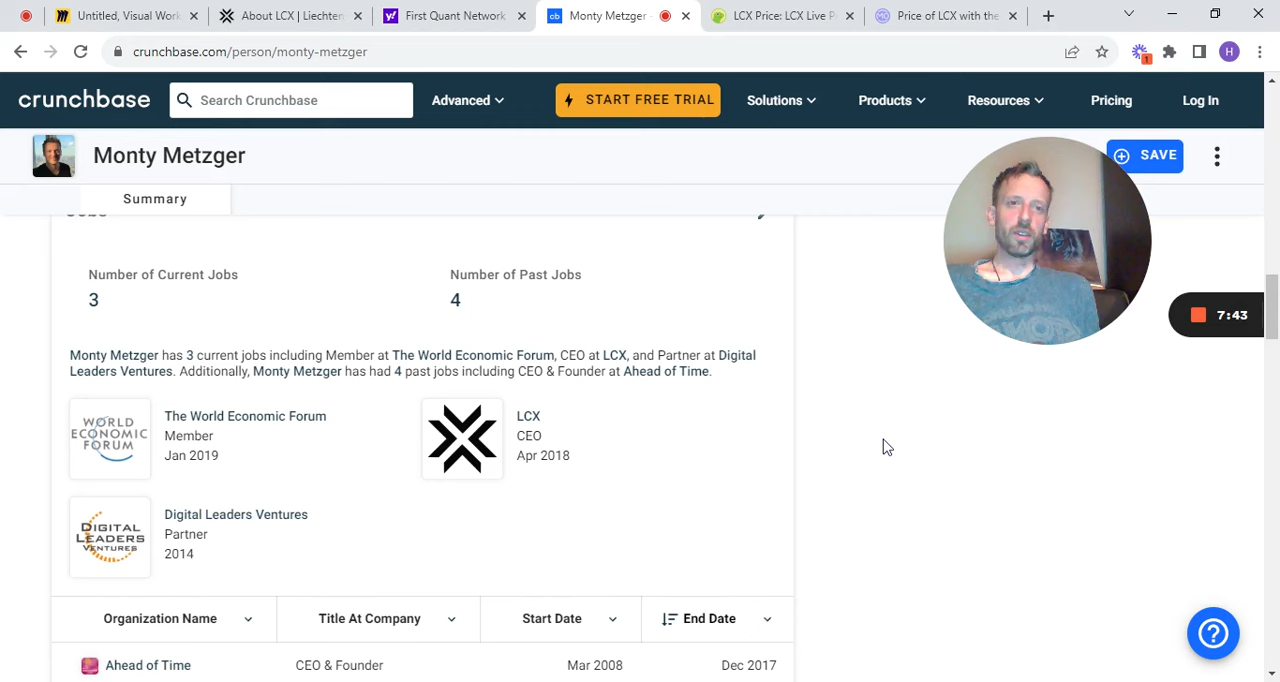 Untitled, Visual Work
About LCX | Liechten
First Quant Network
Monty Metzger -
LCX Price: LCX Live P
Price of LCX with the
crunchbase.com/person/monty-metzger
1
H
crunchbase
Search Crunchbase
Advanced
START FREE TRIAL
Solutions
Products
Resources
Pricing
Log In
Monty Metzger
SAVE
Summary
Jobs
Number of Current Jobs
Number of Past Jobs
3
4
7:43
Monty Metzger has 3 current jobs including Member at The World Economic Forum, CEO at LCX, and Partner at Digital
Leaders Ventures. Additionally, Monty Metzger has had 4 past jobs including CEO & Founder at Ahead of Time.
WORLD
ECONOMIC
FORUM
The World Economic Forum
Member
Jan 2019
LCX
CEO
Apr 2018
DIGITAL
LEADERS
VENTURES
Digital Leaders Ventures
Partner
2014
Organization Name
Title At Company
Start Date
End Date
Ahead of Time
CEO & Founder
Mar 2008
Dec 2017